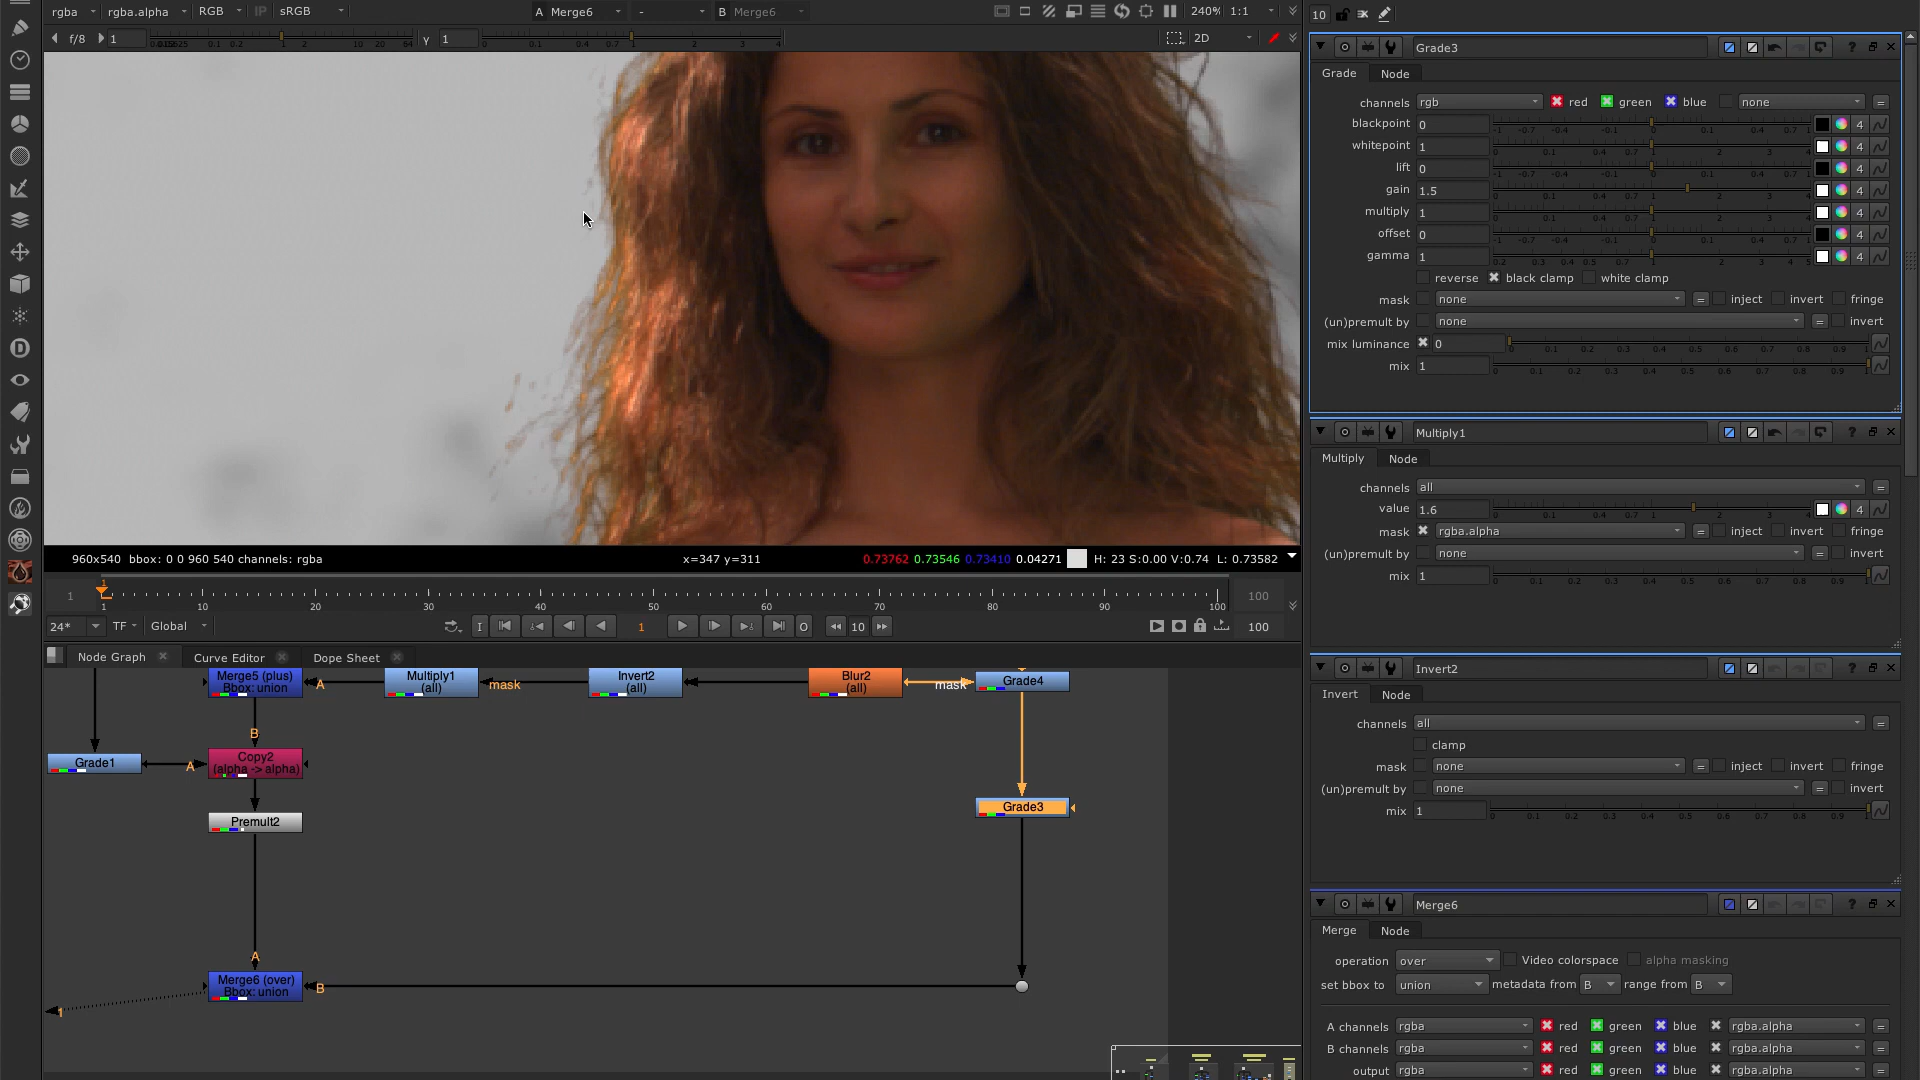 rgba rgba.alpha RGB IP sRGB A Merge6 - B Merge6 240% 1:1
f/8 1 y 1 2D
960x540 bbox: 0 0 960 540 channels: rgba x=347 y=311 0.73762 0.73546 0.73410 0.04271 H: 23 S:0.00 V:0.74 L: 0.73582
1 1 1 10 20 30 40 50 60 70 80 90 100 100
24* TF Global I 1 O 10 100
Node Graph Curve Editor Dope Sheet
Merge5 (plus)
Bbox: union
A
Multiply1
(all)
mask
Invert2
(all)
Blur2
(all)
mask
Grade4
B
Grade1
A
Copy2
(alpha -> alpha)
Premult2
Grade3
A
Merge6 (over)
Bbox: union
B
1
10
Grade3
Grade Node
channels rgb red green blue none =
blackpoint 0 4
whitepoint 1 4
lift 0 4
gain 1.5 4
multiply 1 4
offset 0 4
gamma 1 4
reverse black clamp white clamp
mask none = inject invert fringe
(un)premult by none = invert
mix luminance 0
mix 1
Multiply1
Multiply Node
channels all =
value 1.6 4
mask rgba.alpha = inject invert fringe
(un)premult by none = invert
mix 1
Invert2
Invert Node
channels all =
clamp
mask none = inject invert fringe
(un)premult by none = invert
mix 1
Merge6
Merge Node
operation over Video colorspace alpha masking
set bbox to union metadata from B range from B
A channels rgba red green blue rgba.alpha =
B channels rgba red green blue rgba.alpha =
output rgba red green blue rgba.alpha =